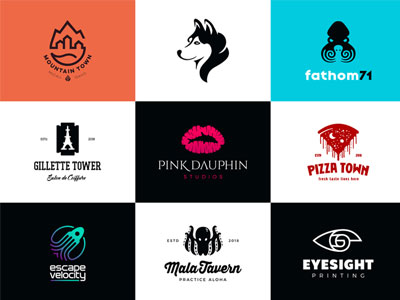 MOUNTAIN TOWN
fathom71
ESTD 2016
GILLETTE TOWER
Salon de Coiffure
PINK DAUPHIN
STUDIOS
PIZZA TOWN
escape
velocity
ESTD 2016
Mala Tavern
PRACTICE ALOHA
EYESIGHT
PRINTING